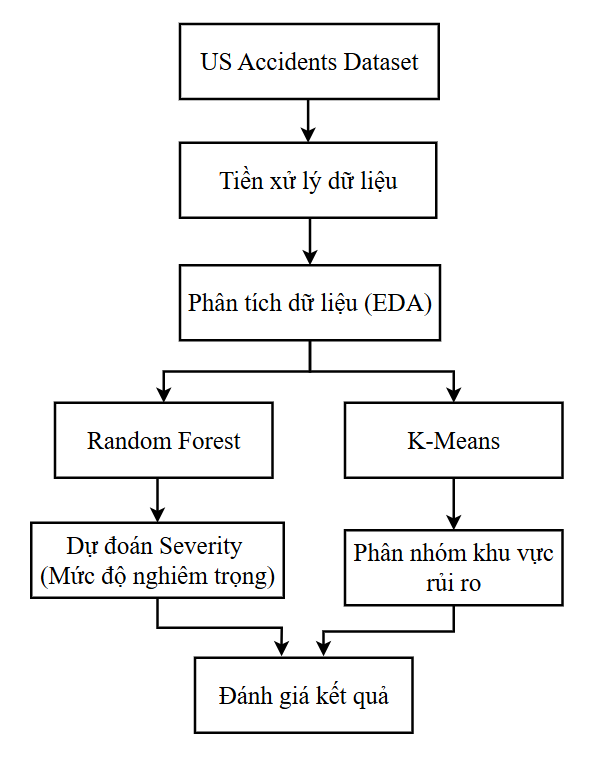 US Accidents Dataset
Tiền xử lý dữ liệu
Phân tích dữ liệu (EDA)
Random Forest
K-Means
Dự đoán Severity
(Mức độ nghiêm trọng)
Phân nhóm khu vực
rủi ro
Đánh giá kết quả